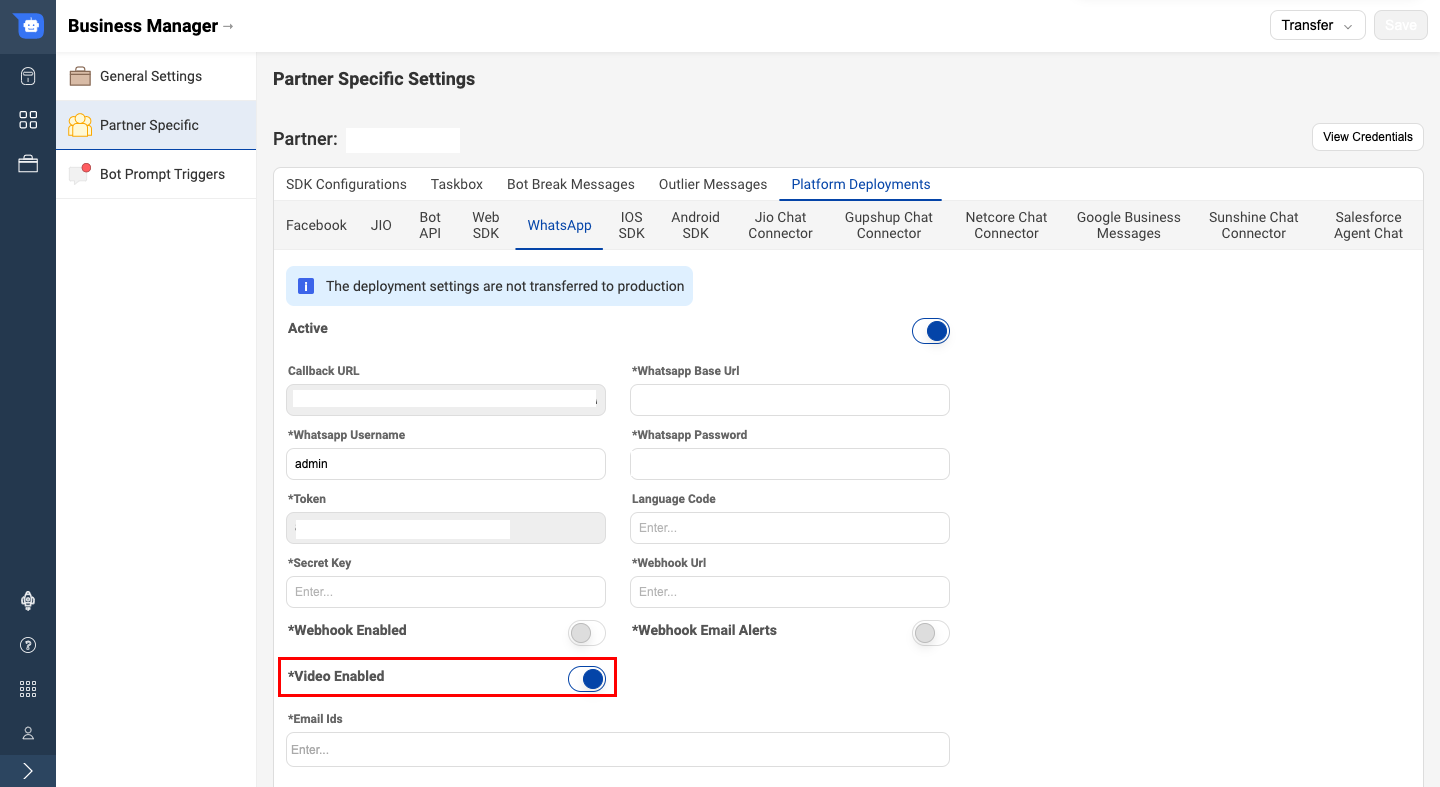 Business Manager →
Transfer
Save
General Settings
Partner Specific
Bot Prompt Triggers
Partner Specific Settings
Partner:
View Credentials
SDK Configurations
Taskbox
Bot Break Messages
Outlier Messages
Platform Deployments
Facebook
JIO
Bot
API
Web
SDK
WhatsApp
IOS
SDK
Android
SDK
Jio Chat
Connector
Gupshup Chat
Connector
Netcore Chat
Connector
Google Business
Messages
Sunshine Chat
Connector
Salesforce
Agent Chat
i The deployment settings are not transferred to production
Active
Callback URL
*Whatsapp Base Url
*Whatsapp Username
*Whatsapp Password
admin
*Token
Language Code
Enter...
*Secret Key
*Webhook Url
Enter...
Enter...
*Webhook Enabled
*Webhook Email Alerts
*Video Enabled
*Email Ids
Enter...